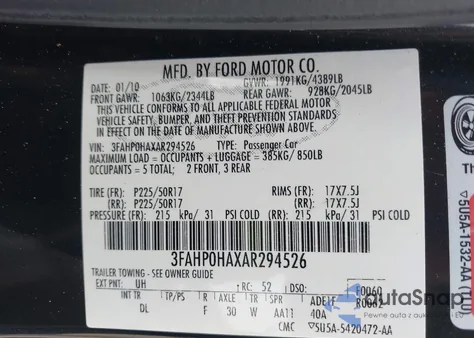 MFD. BY FORD MOTOR CO.
DATE: 01/10 GVWR: 1991KG/4389LB
FRONT GAWR: 1063KG/2344LB REAR GAWR: 928KG/2045LB
THIS VEHICLE CONFORMS TO ALL APPLICABLE FEDERAL MOTOR
VEHICLE SAFETY, BUMPER, AND THEFT PREVENTION STANDARDS
IN EFFECT ON THE DATE OF MANUFACTURE SHOWN ABOVE.
VIN: 3FAHP0HAXAR294526 TYPE: Passenger Car
MAXIMUM LOAD = OCCUPANTS + LUGGAGE = 385KG/850LB
OCCUPANTS = 5 TOTAL: 2 FRONT, 3 REAR
TIRE (FR): P225/50R17 RIMS (FR): 17X7.5J
(RR): P225/50R17 (RR): 17X7.5J
PRESSURE (FR): 215 kPa/ 31 PSI COLD (RR): 215 kPa/ 31 PSI COLD
3FAHP0HAXAR294526
TRAILER TOWING - SEE OWNER GUIDE
EXT PNT: UH RC: 52 DSO: F0060
R0062
INT TR TP/PS R AXLE TR SPR
DL F 30 W AA11 40A
CMC 5U5A-5420472-AA
5U5A-1532-AA
autoSnap